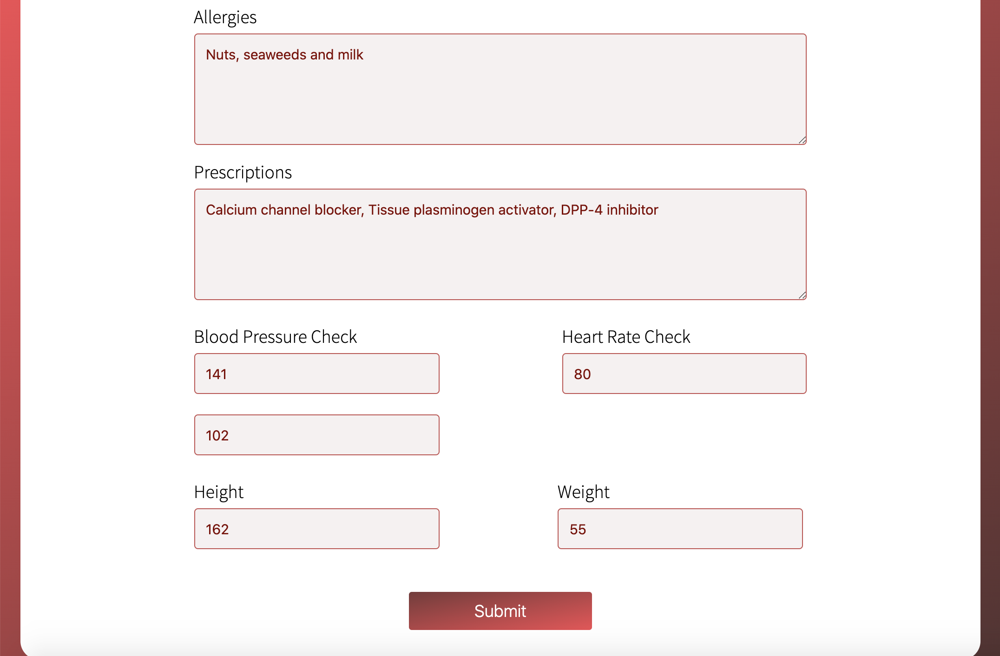 Allergies
Nuts, seaweeds and milk
Prescriptions
Calcium channel blocker, Tissue plasminogen activator, DPP-4 inhibitor
Blood Pressure Check
Heart Rate Check
141
80
102
Height
Weight
162
55
Submit